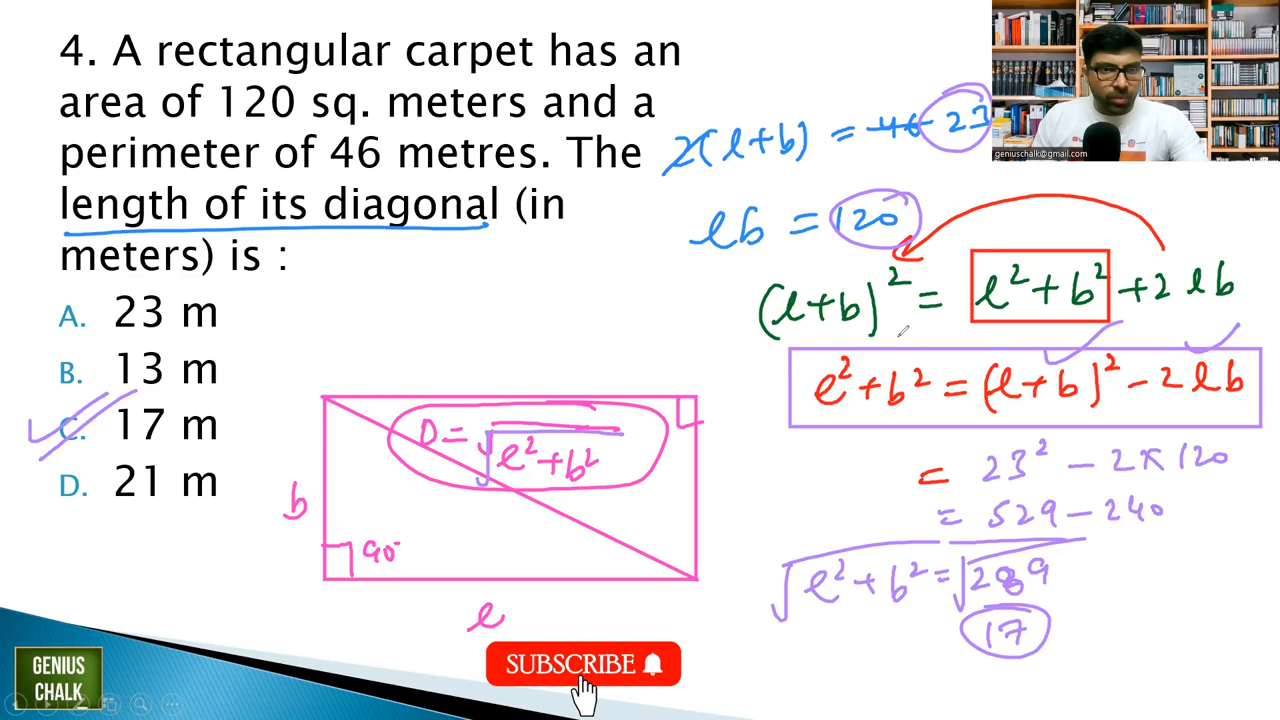 4. A rectangular carpet has an
area of 120 sq. meters and a
perimeter of 46 metres. The
length of its diagonal (in
meters) is :
A. 23 m
B. 13 m
C. 17 m
D. 21 m
2(l+b) = 46 23
lb = 120
(l+b)² = l²+b² +2 lb
l²+b² = (l+b)² - 2lb
= 23² - 2×120
= 529 - 240
√l²+b² = √289
17
D = √l²+b²
b
90°
l
SUBSCRIBE
GENIUS
CHALK
geniuschalk@gmail.com